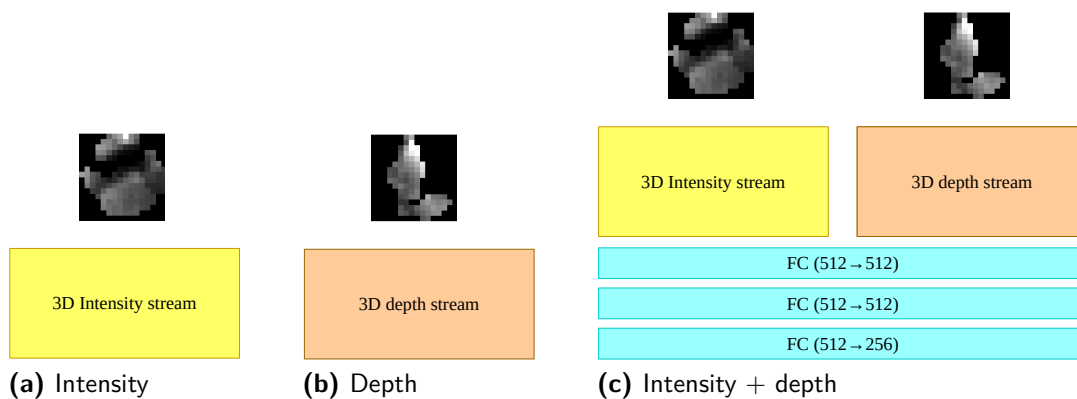 3D Intensity stream
3D depth stream
3D Intensity stream
3D depth stream
FC (512→512)
FC (512→512)
FC (512→256)
(a) Intensity
(b) Depth
(c) Intensity + depth